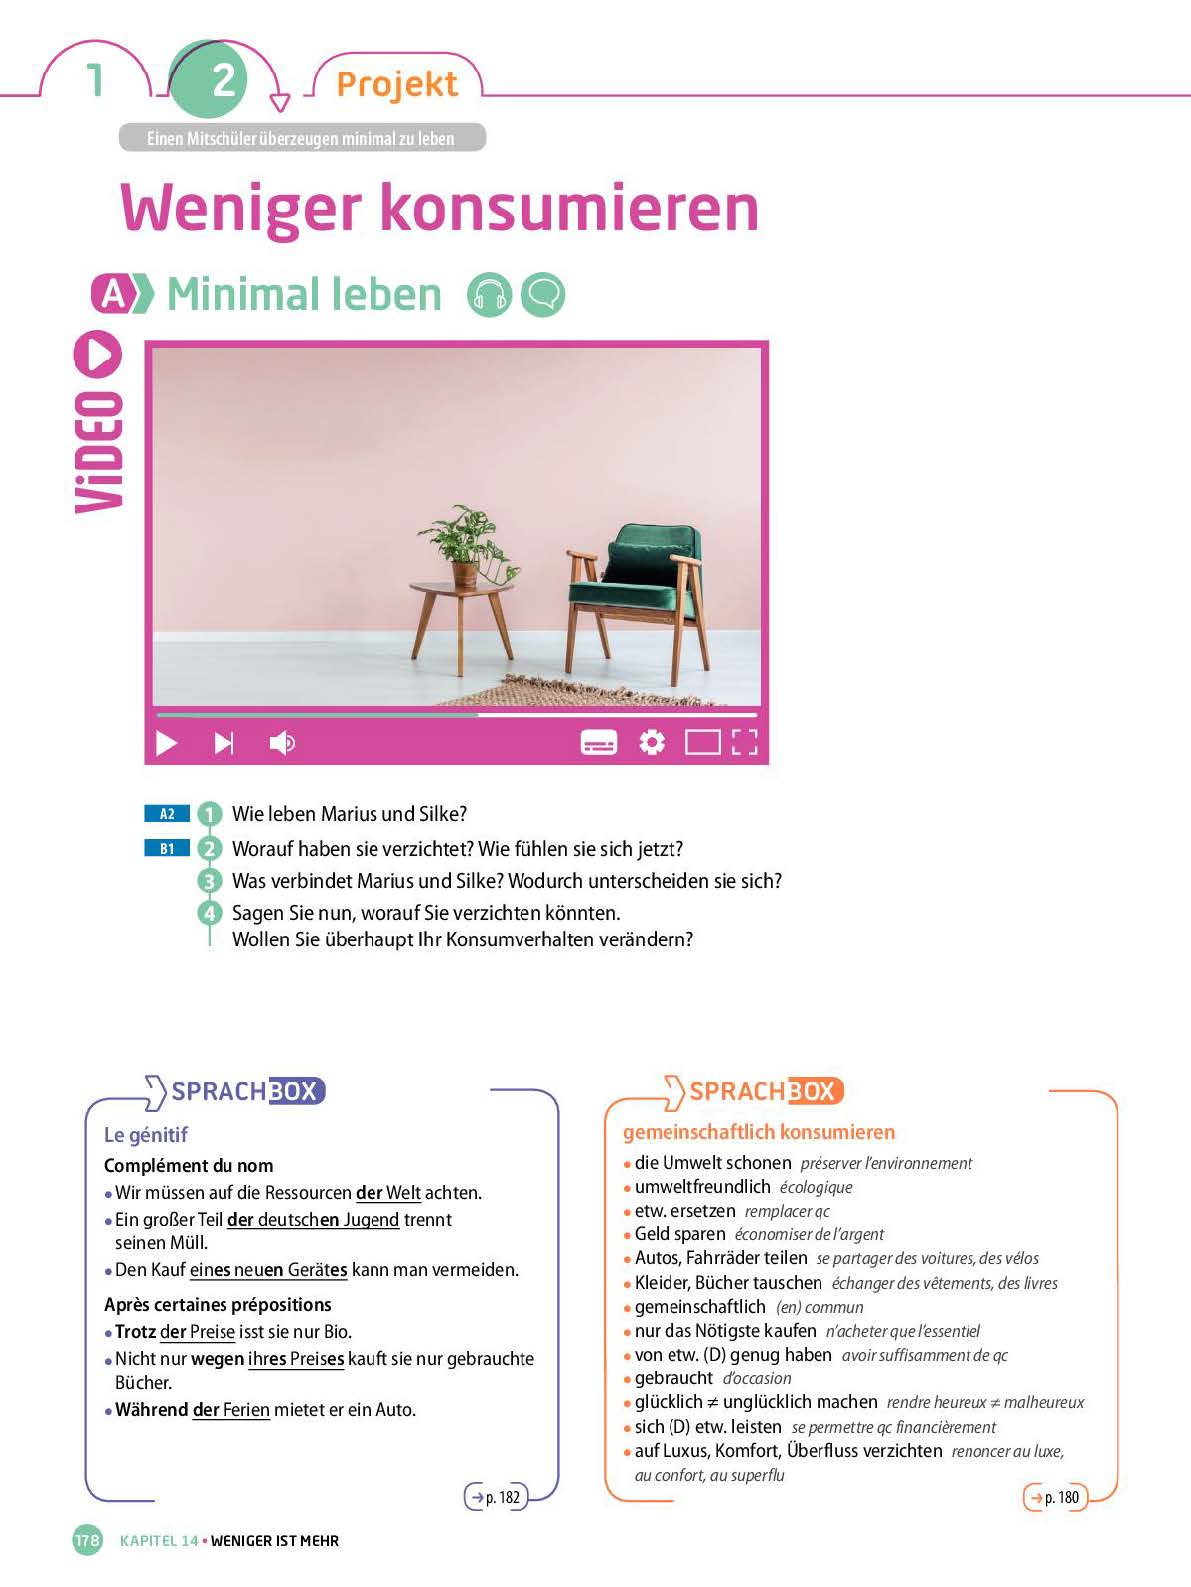 1
2
Projekt
Einen Mitschüler überzeugen minimal zu leben
Weniger konsumieren
A Minimal leben
ViDEO
A2 1 Wie leben Marius und Silke?
B1 2 Worauf haben sie verzichtet? Wie fühlen sie sich jetzt?
3 Was verbindet Marius und Silke? Wodurch unterscheiden sie sich?
4 Sagen Sie nun, worauf Sie verzichten könnten.
Wollen Sie überhaupt Ihr Konsumverhalten verändern?
SPRACHBOX
Le génitif
Complément du nom
• Wir müssen auf die Ressourcen der Welt achten.
• Ein großer Teil der deutschen Jugend trennt
seinen Müll.
• Den Kauf eines neuen Gerätes kann man vermeiden.
Après certaines prépositions
• Trotz der Preise isst sie nur Bio.
• Nicht nur wegen ihres Preises kauft sie nur gebrauchte
Bücher.
• Während der Ferien mietet er ein Auto.
→ p. 182
SPRACHBOX
gemeinschaftlich konsumieren
• die Umwelt schonen préserver l'environnement
• umweltfreundlich écologique
• etw. ersetzen remplacer qc
• Geld sparen économiser de l'argent
• Autos, Fahrräder teilen se partager des voitures, des vélos
• Kleider, Bücher tauschen échanger des vêtements, des livres
• gemeinschaftlich (en) commun
• nur das Nötigste kaufen n'acheter que l'essentiel
• von etw. (D) genug haben avoir suffisamment de qc
• gebraucht d'occasion
• glücklich ≠ unglücklich machen rendre heureux ≠ malheureux
• sich (D) etw. leisten se permettre qc financièrement
• auf Luxus, Komfort, Überfluss verzichten renoncer au luxe,
au confort, au superflu
→ p. 180
178 KAPITEL 14 • WENIGER IST MEHR